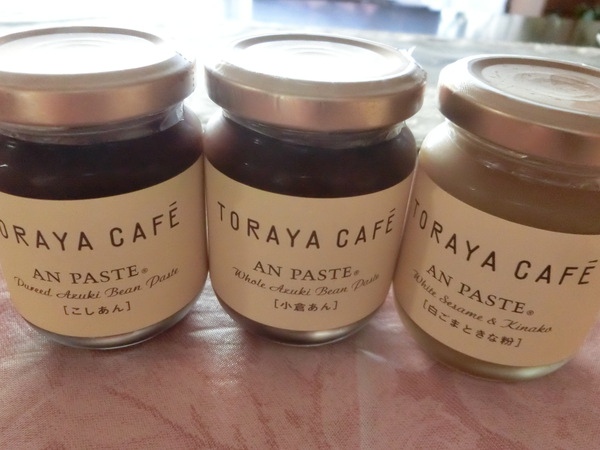 TORAYA CAFÉ
AN PASTE®
Pureed Azuki Bean Paste
[こしあん]
TORAYA CAFÉ
AN PASTE®
Whole Azuki Bean Paste
[小倉あん]
TORAYA CAFÉ
AN PASTE®
White Sesame & Kinako
[白ごまときな粉]